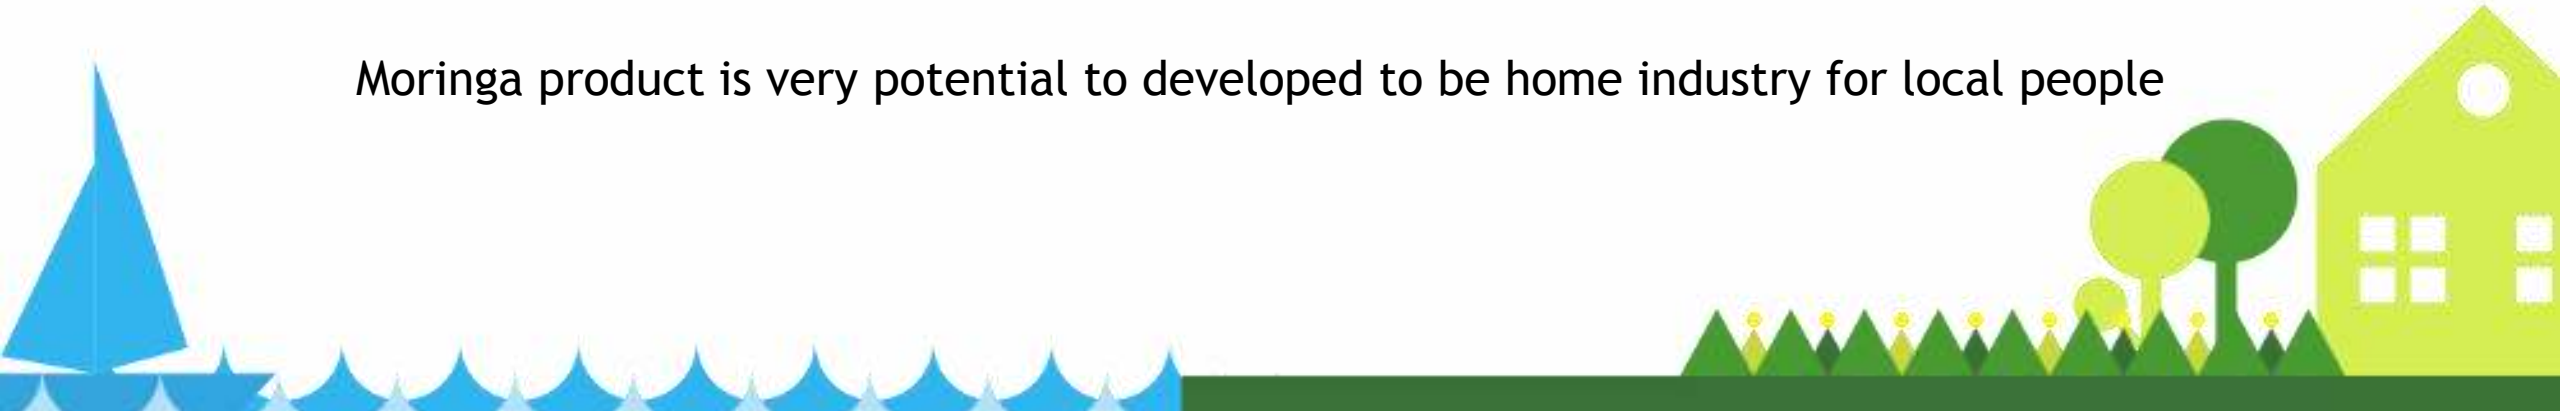 Moringa product is very potential to developed to be home industry for local people